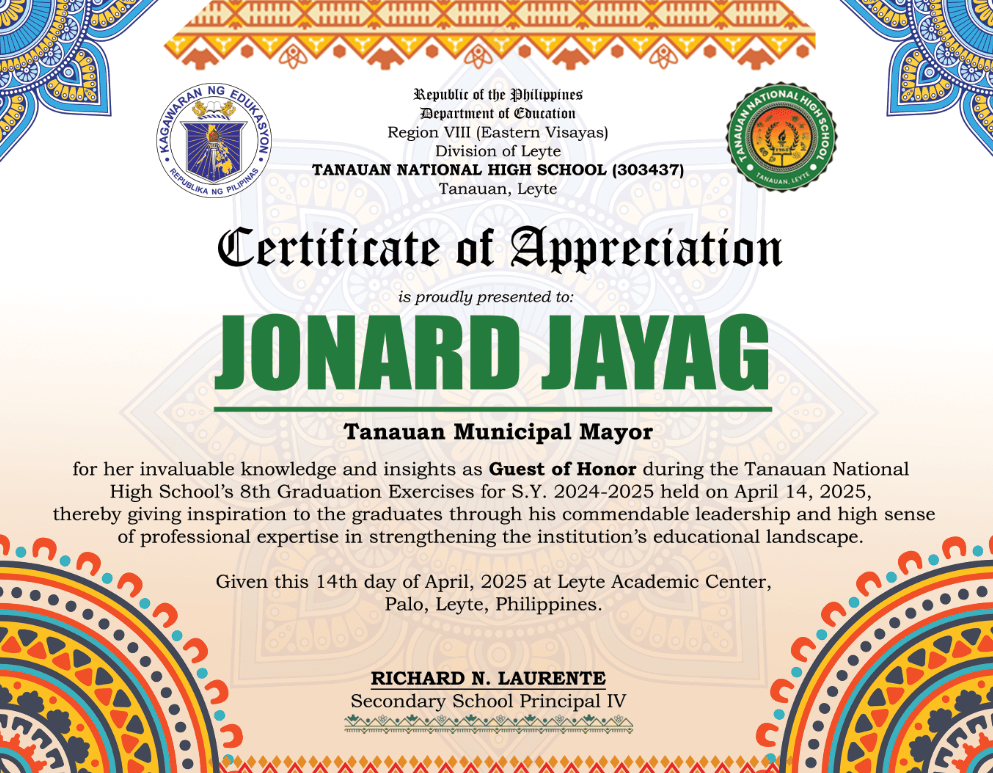 Republic of the Philippines
Department of Education
Region VIII (Eastern Visayas)
Division of Leyte
TANAUAN NATIONAL HIGH SCHOOL (303437)
Tanauan, Leyte
KAGAWARAN NG EDUKASYON
REPUBLIKA NG PILIPINAS
TANAUAN NATIONAL HIGH SCHOOL
TANAUAN, LEYTE
Certificate of Appreciation
is proudly presented to:
JONARD JAYAG
Tanauan Municipal Mayor
for her invaluable knowledge and insights as Guest of Honor during the Tanauan National
High School's 8th Graduation Exercises for S.Y. 2024-2025 held on April 14, 2025,
thereby giving inspiration to the graduates through his commendable leadership and high sense
of professional expertise in strengthening the institution's educational landscape.
Given this 14th day of April, 2025 at Leyte Academic Center,
Palo, Leyte, Philippines.
RICHARD N. LAURENTE
Secondary School Principal IV